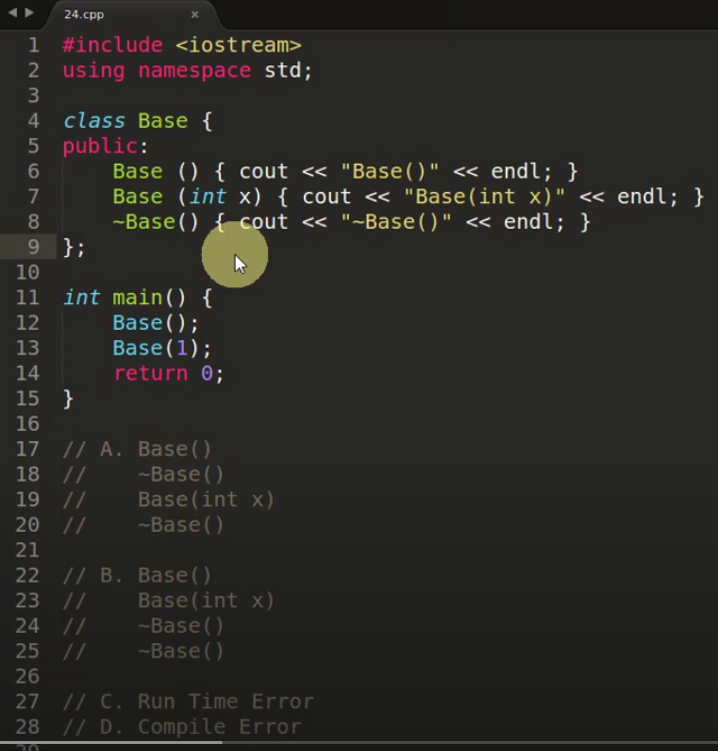 24.cpp ×
1 #include <iostream>
2 using namespace std;
3
4 class Base {
5 public:
6     Base () { cout << "Base()" << endl; }
7     Base (int x) { cout << "Base(int x)" << endl; }
8     ~Base() { cout << "~Base()" << endl; }
9 };
10
11 int main() {
12     Base();
13     Base(1);
14     return 0;
15 }
16
17 // A. Base()
18 //    ~Base()
19 //    Base(int x)
20 //    ~Base()
21
22 // B. Base()
23 //    Base(int x)
24 //    ~Base()
25 //    ~Base()
26
27 // C. Run Time Error
28 // D. Compile Error